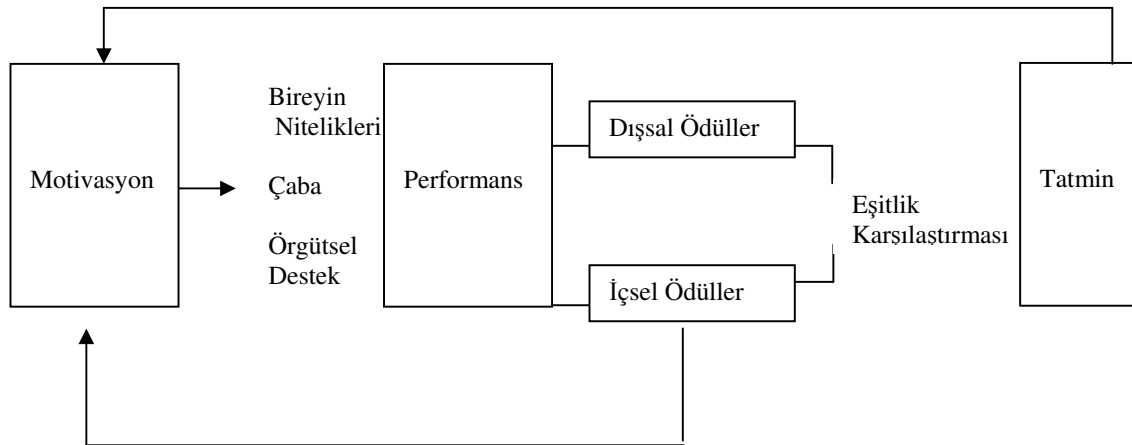 Motivasyon
Bireyin
Nitelikleri
Çaba
Örgütsel
Destek
Performans
Dışsal Ödüller
İçsel Ödüller
Eşitlik
Karşılaştırması
Tatmin